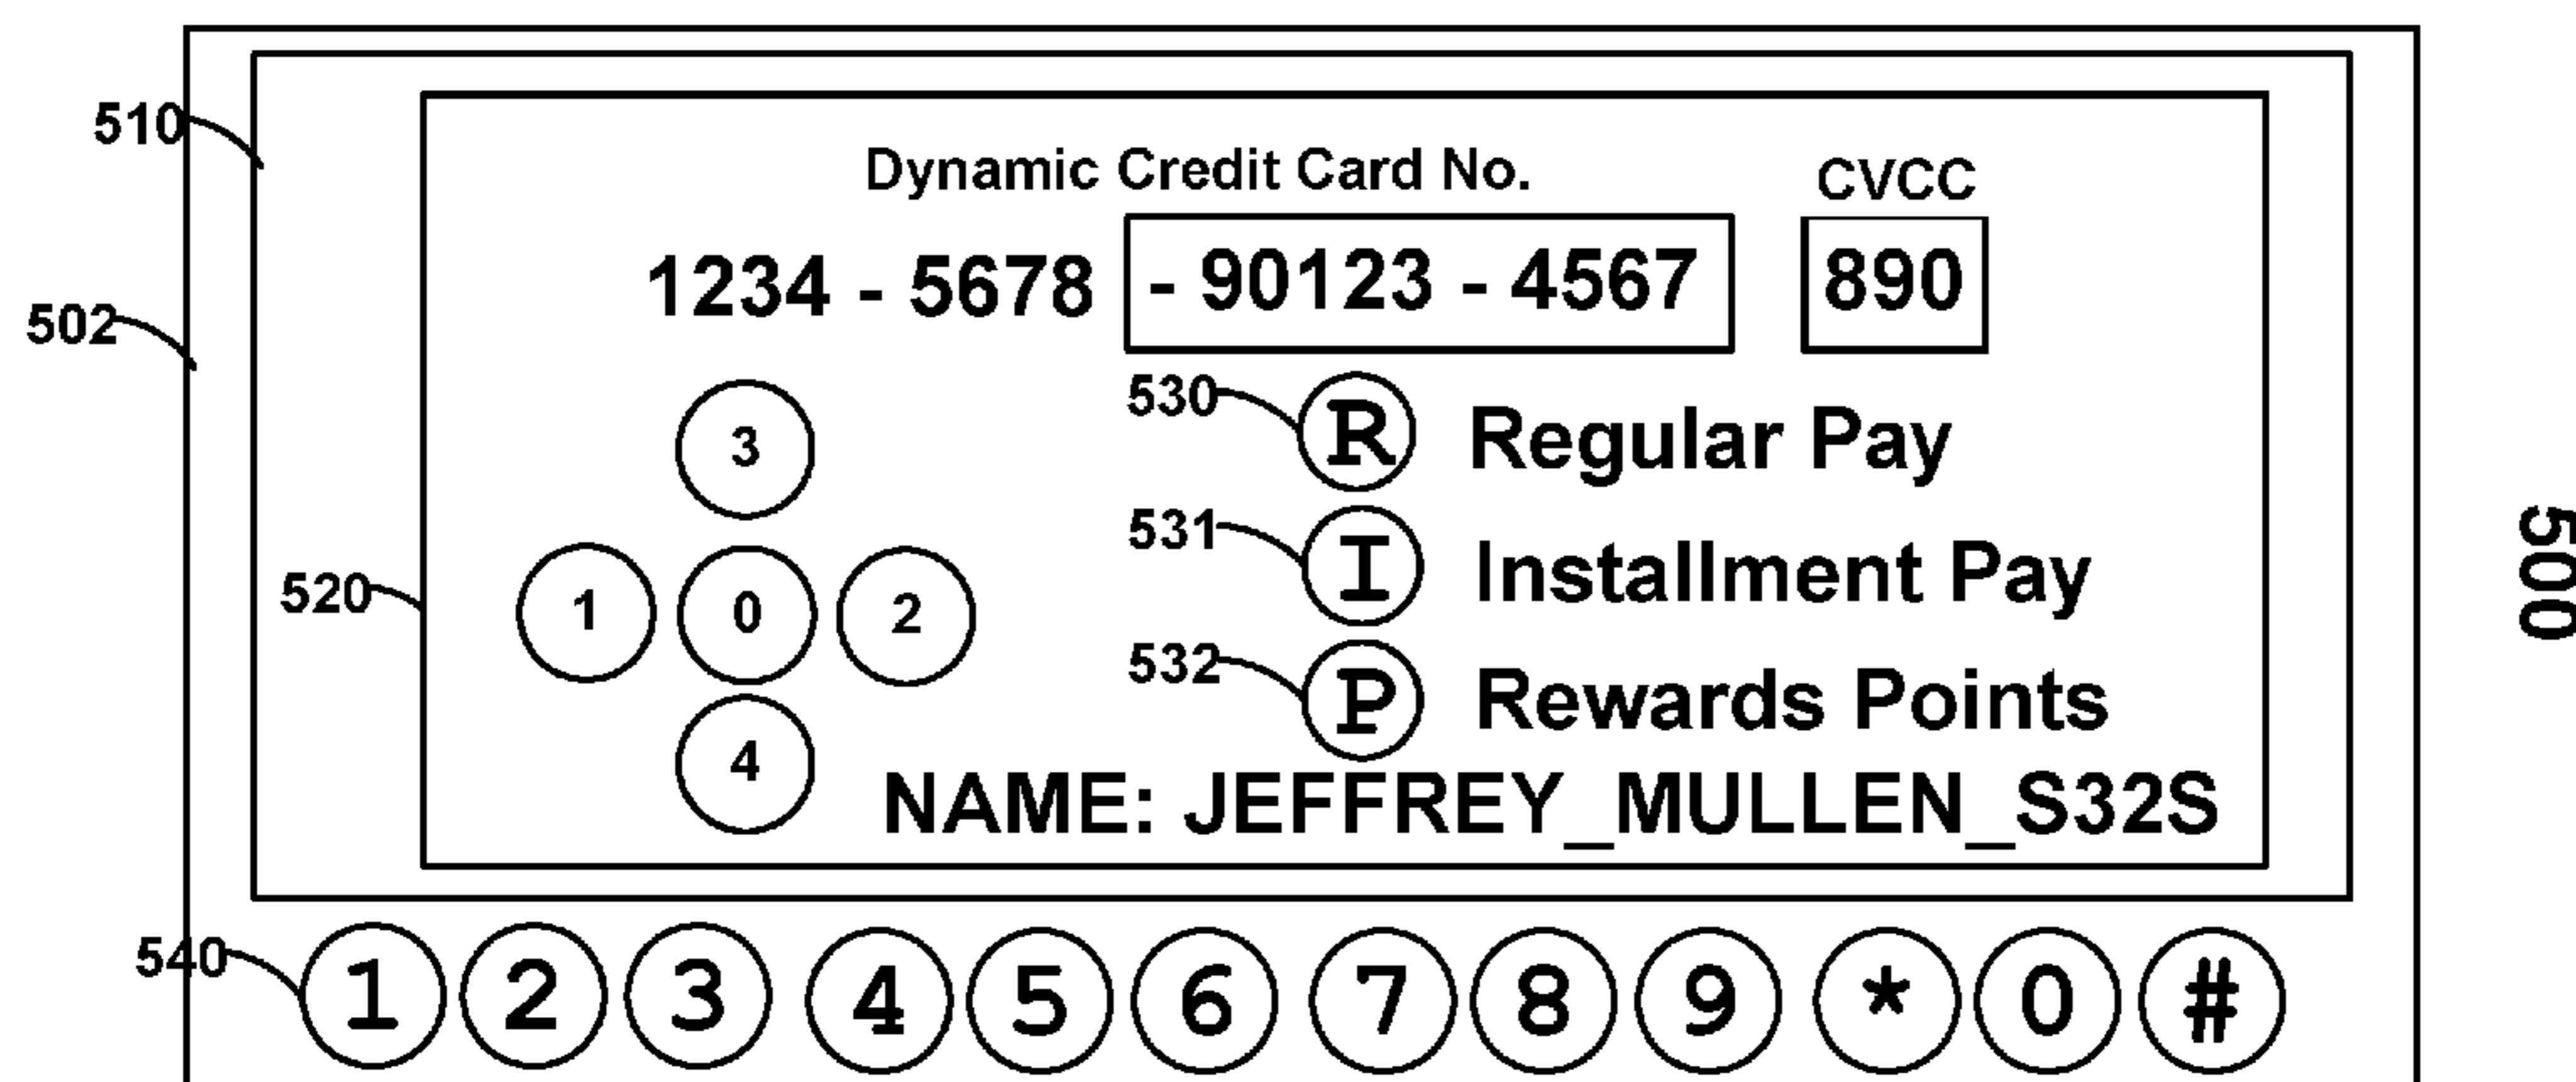 510
Dynamic Credit Card No.
CVCC
1234 - 5678 - 90123 - 4567
890
502
530
R Regular Pay
3
531
I Installment Pay
500
520
1 0 2
532
P Rewards Points
4
NAME: JEFFREY_MULLEN_S32S
540
1 2 3 4 5 6 7 8 9 * 0 #